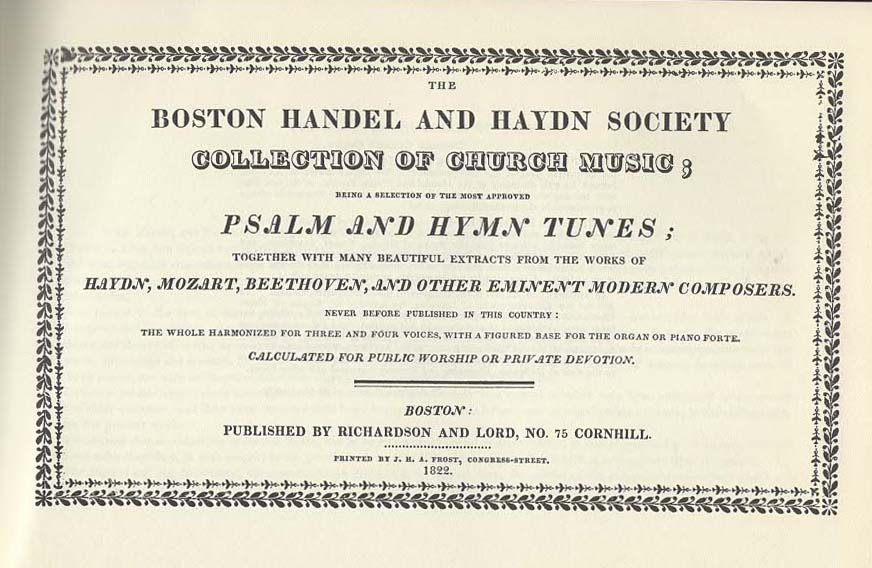 THE
BOSTON HANDEL AND HAYDN SOCIETY
COLLECTION OF CHURCH MUSIC;
BEING A SELECTION OF THE MOST APPROVED
PSALM AND HYMN TUNES;
TOGETHER WITH MANY BEAUTIFUL EXTRACTS FROM THE WORKS OF
HAYDN, MOZART, BEETHOVEN, AND OTHER EMINENT MODERN COMPOSERS.
NEVER BEFORE PUBLISHED IN THIS COUNTRY:
THE WHOLE HARMONIZED FOR THREE AND FOUR VOICES, WITH A FIGURED BASE FOR THE ORGAN OR PIANO FORTE.
CALCULATED FOR PUBLIC WORSHIP OR PRIVATE DEVOTION.
BOSTON:
PUBLISHED BY RICHARDSON AND LORD, NO. 75 CORNHILL.
PRINTED BY J. H. A. FROST, CONGRESS-STREET.
1822.